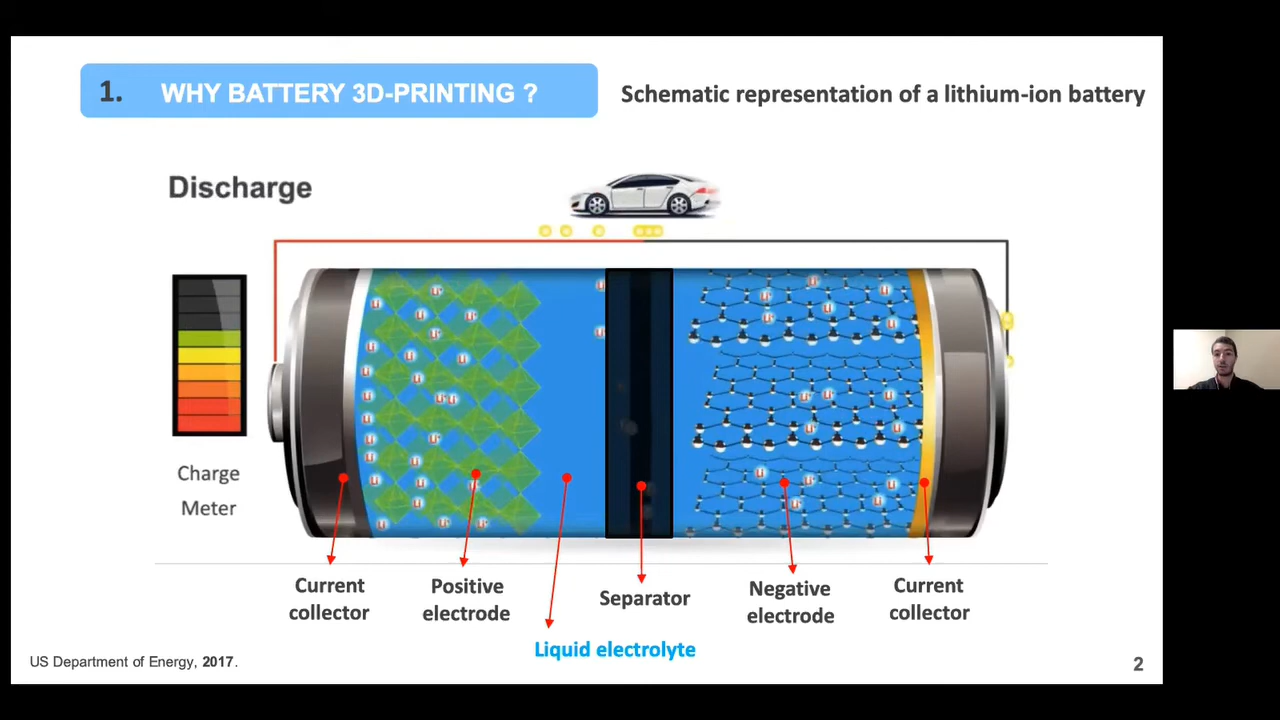 1. WHY BATTERY 3D-PRINTING ?
Schematic representation of a lithium-ion battery
Discharge
Charge
Meter
Current
collector
Positive
electrode
Separator
Negative
electrode
Current
collector
Liquid electrolyte
US Department of Energy, 2017.
2